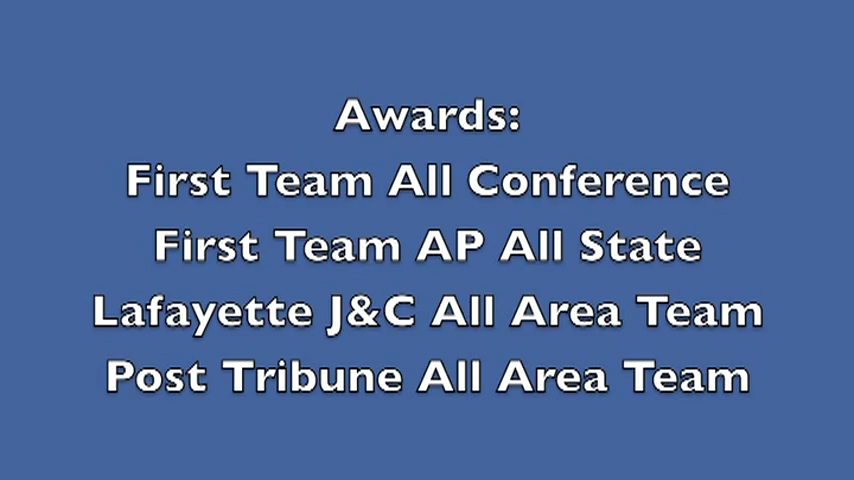 Awards:
First Team All Conference
First Team AP All State
Lafayette J&C All Area Team
Post Tribune All Area Team